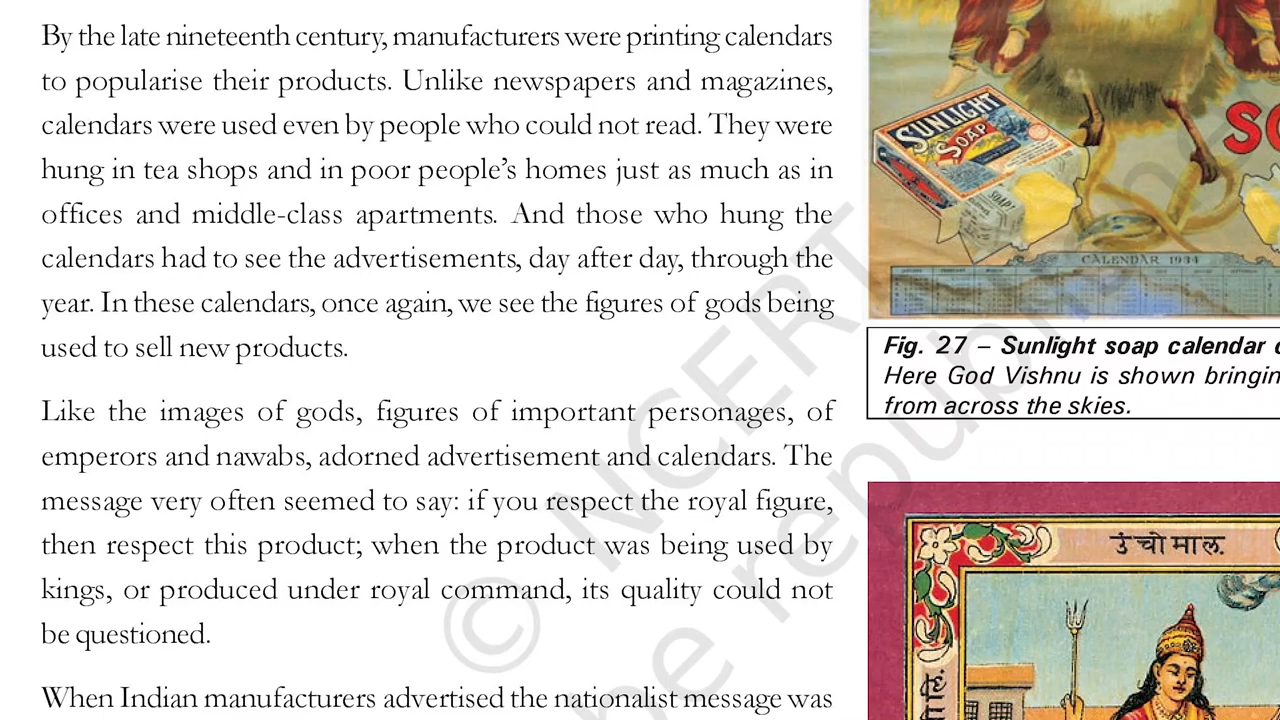 By the late nineteenth century, manufacturers were printing calendars
to popularise their products. Unlike newspapers and magazines,
calendars were used even by people who could not read. They were
hung in tea shops and in poor people’s homes just as much as in
offices and middle-class apartments. And those who hung the
calendars had to see the advertisements, day after day, through the
year. In these calendars, once again, we see the figures of gods being
used to sell new products.
Like the images of gods, figures of important personages, of
emperors and nawabs, adorned advertisement and calendars. The
message very often seemed to say: if you respect the royal figure,
then respect this product; when the product was being used by
kings, or produced under royal command, its quality could not
be questioned.
When Indian manufacturers advertised the nationalist message was
SUNLIGHT
SOAP
SOAP
CALENDAR 1934
Fig. 27 – Sunlight soap calendar
Here God Vishnu is shown
from across the skies.
उंचो माल.
© NCERT
republished